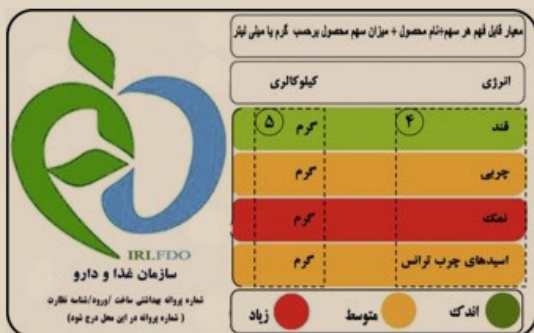 معیار قابل فهم هر سهم+نام محصول + میزان سهم محصول برحسب گرم یا میلی لیتر
انرژی کیلوکالری
قند ۴ گرم ۵
چربی گرم
نمک گرم
اسیدهای چرب ترانس گرم
اندک متوسط زیاد
IRI.FDO
سازمان غذا و دارو
شماره پروانه بهداشتی ساخت /ورود/شناسه نظارت
( شماره پروانه در این محل درج شود)